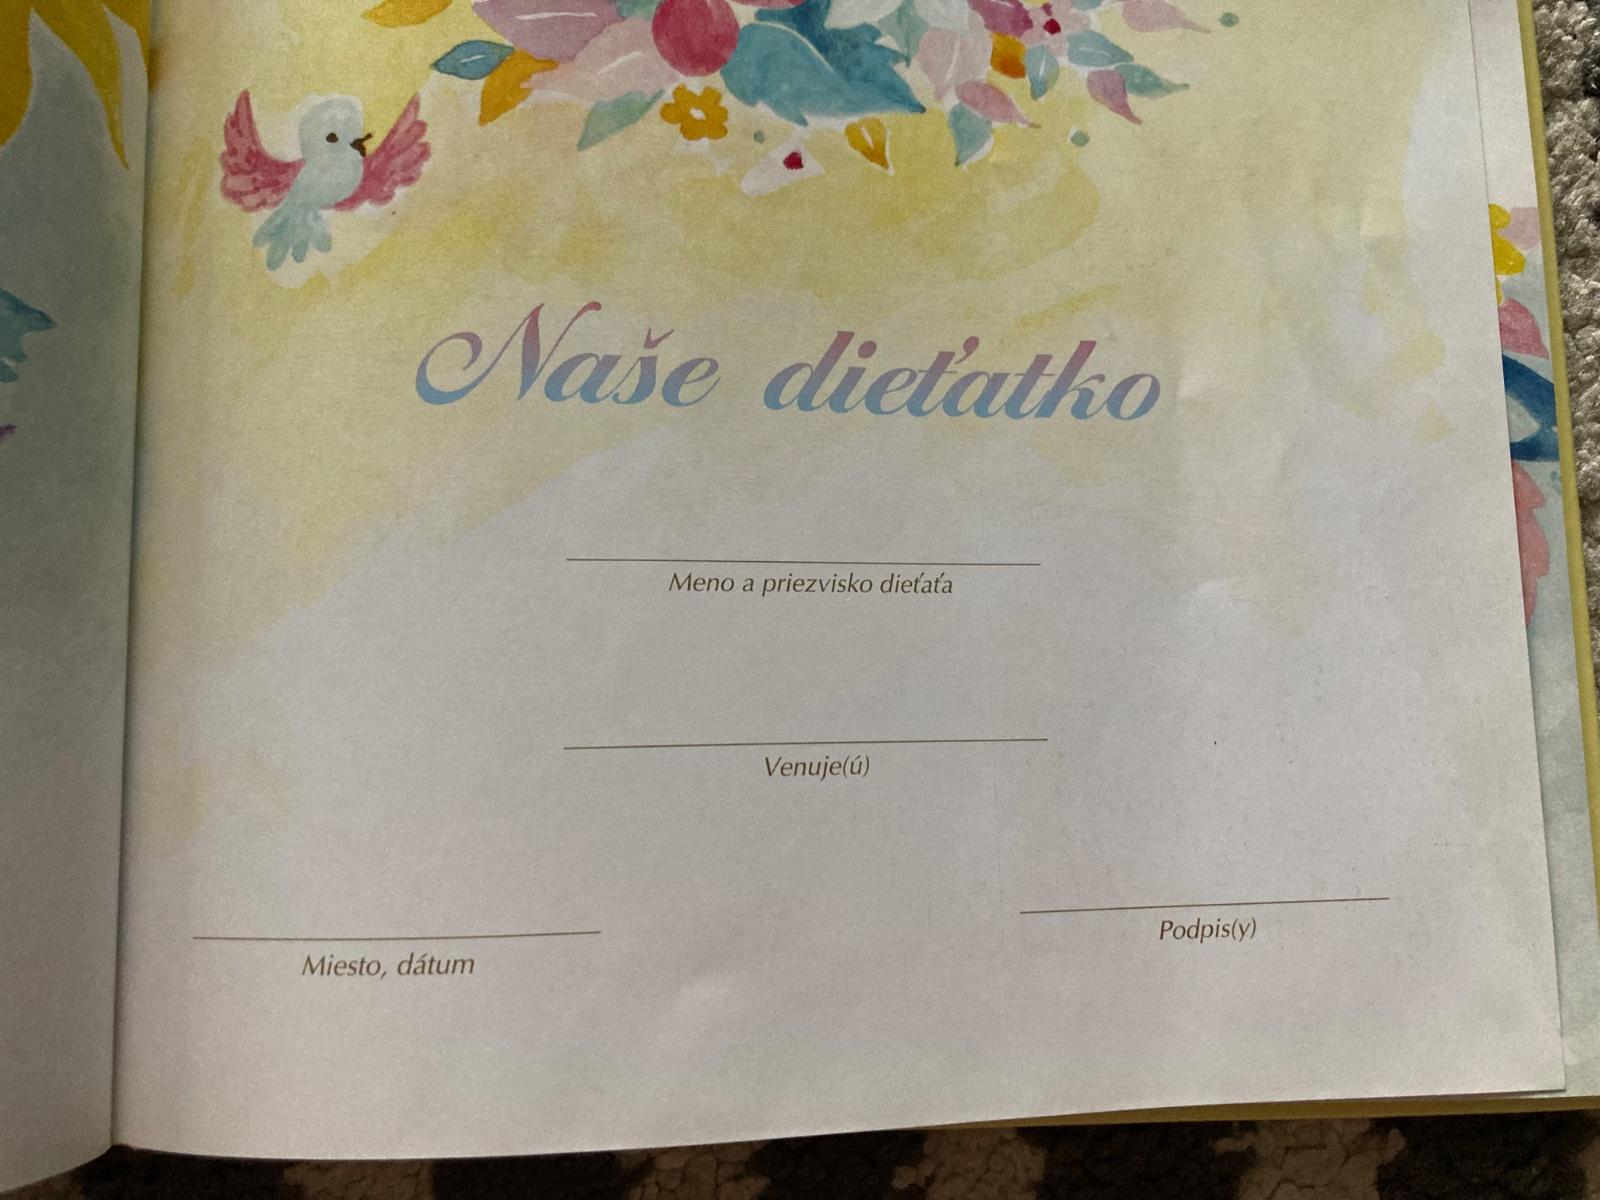 Naše dieťatko
Meno a priezvisko dieťaťa
Venuje(ú)
Podpis(y)
Miesto, dátum